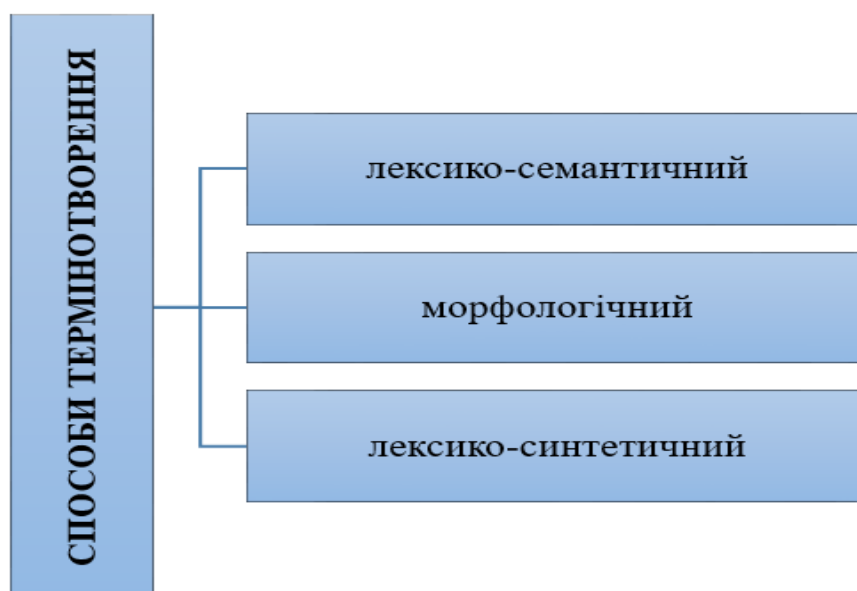 СПОСОБИ ТЕРМІНОТВОРЕННЯ
лексико-семантичний
морфологічний
лексико-синтетичний